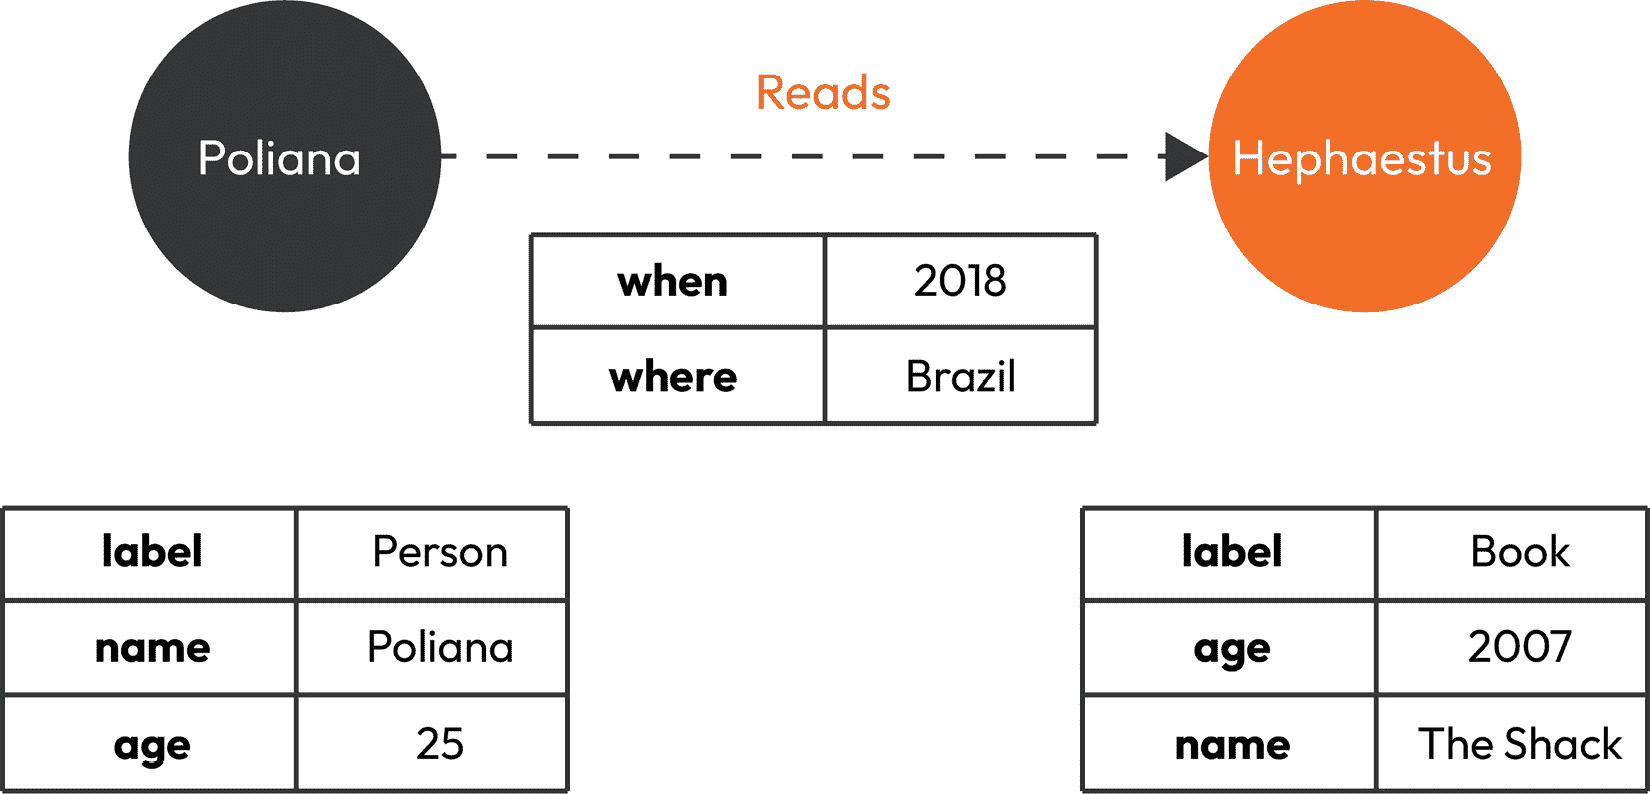 Reads
Poliana
Hephaestus
when 2018
where Brazil
label Person
name Poliana
age 25
label Book
age 2007
name The Shack